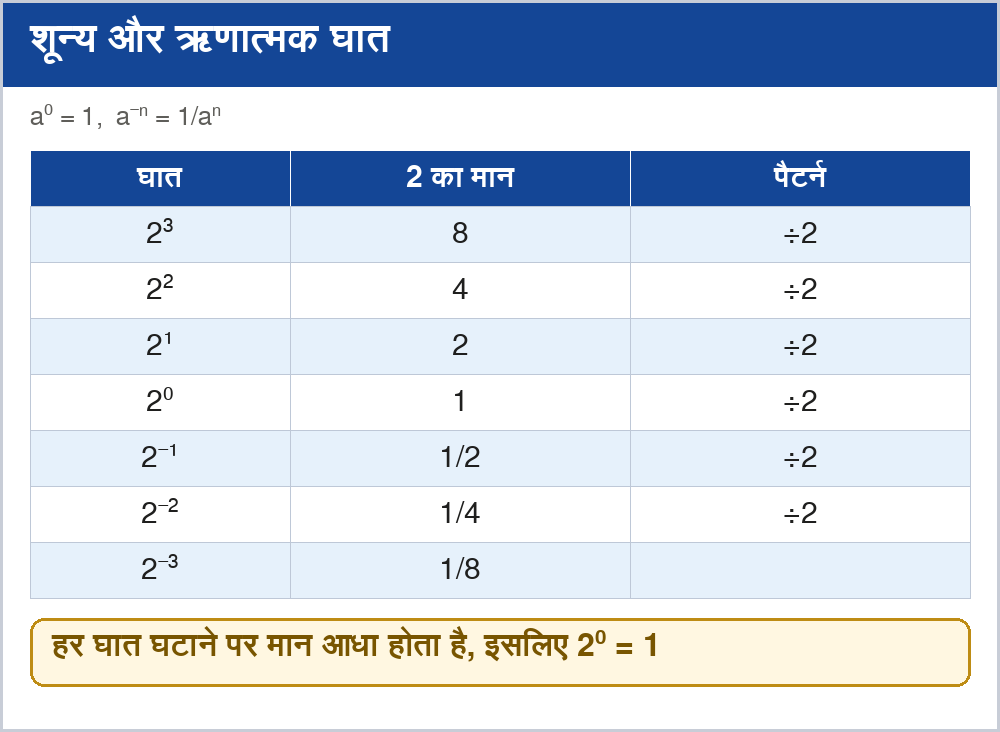 शून्य और ऋणात्मक घात
a⁰ = 1, a⁻ⁿ = 1/aⁿ
घात 2 का मान पैटर्न
2³ 8 ÷2
2² 4 ÷2
2¹ 2 ÷2
2⁰ 1 ÷2
2⁻¹ 1/2 ÷2
2⁻² 1/4 ÷2
2⁻³ 1/8
हर घात घटाने पर मान आधा होता है, इसलिए 2⁰ = 1